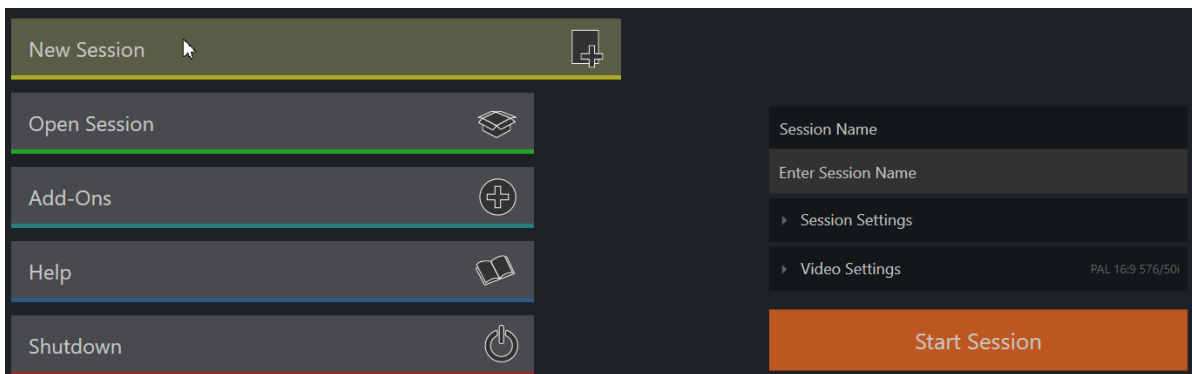 New Session
Open Session
Add-Ons
Help
Shutdown
Session Name
Enter Session Name
Session Settings
Video Settings PAL 16:9 576/50i
Start Session